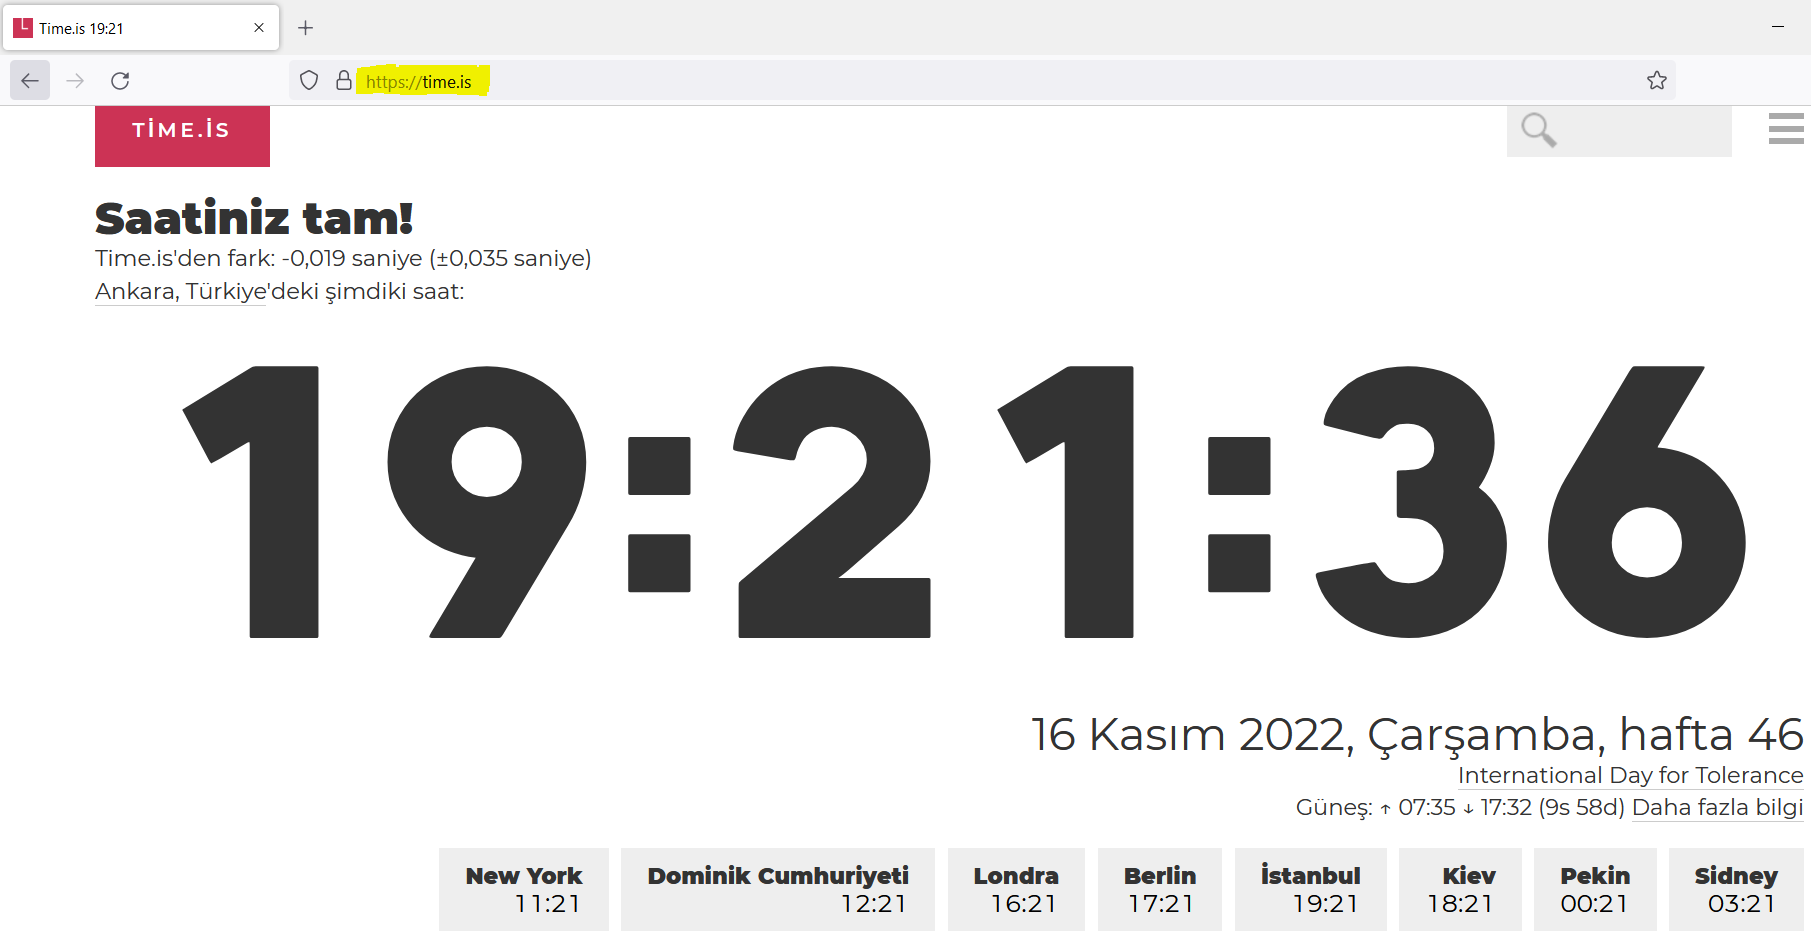 Time.is 19:21
https://time.is
TİME.İS
Saatiniz tam!
Time.is'den fark: -0,019 saniye (±0,035 saniye)
Ankara, Türkiye'deki şimdiki saat:
19:21:36
16 Kasım 2022, Çarşamba, hafta 46
International Day for Tolerance
Güneş: ↑ 07:35 ↓ 17:32 (9s 58d) Daha fazla bilgi
New York
11:21
Dominik Cumhuriyeti
12:21
Londra
16:21
Berlin
17:21
İstanbul
19:21
Kiev
18:21
Pekin
00:21
Sidney
03:21